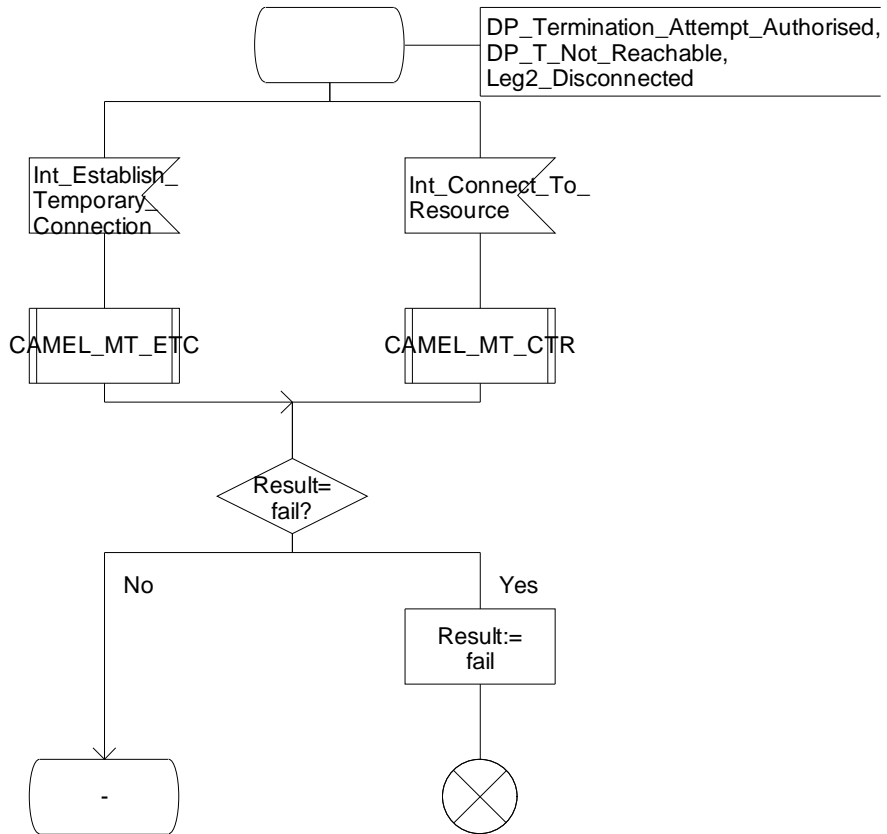 DP_Termination_Attempt_Authorised,
DP_T_Not_Reachable,
Leg2_Disconnected
Int_Establish_
Temporary_
Connection
Int_Connect_To_
Resource
CAMEL_MT_ETC
CAMEL_MT_CTR
Result=
fail?
No
Yes
Result:=
fail
-